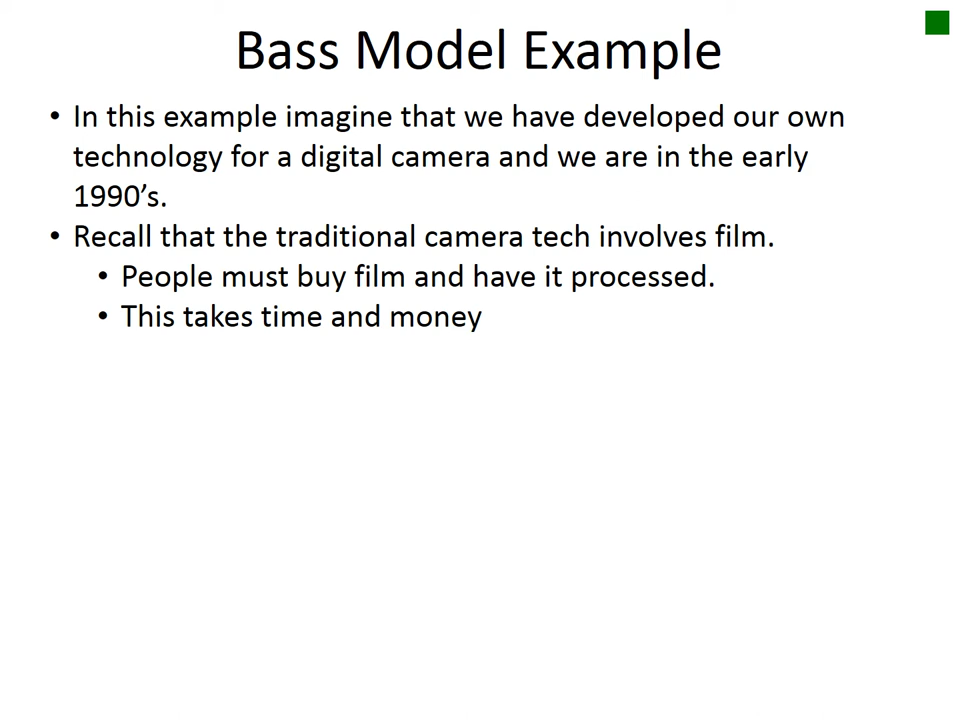 Bass Model Example
• In this example imagine that we have developed our own
technology for a digital camera and we are in the early
1990’s.
• Recall that the traditional camera tech involves film.
• People must buy film and have it processed.
• This takes time and money